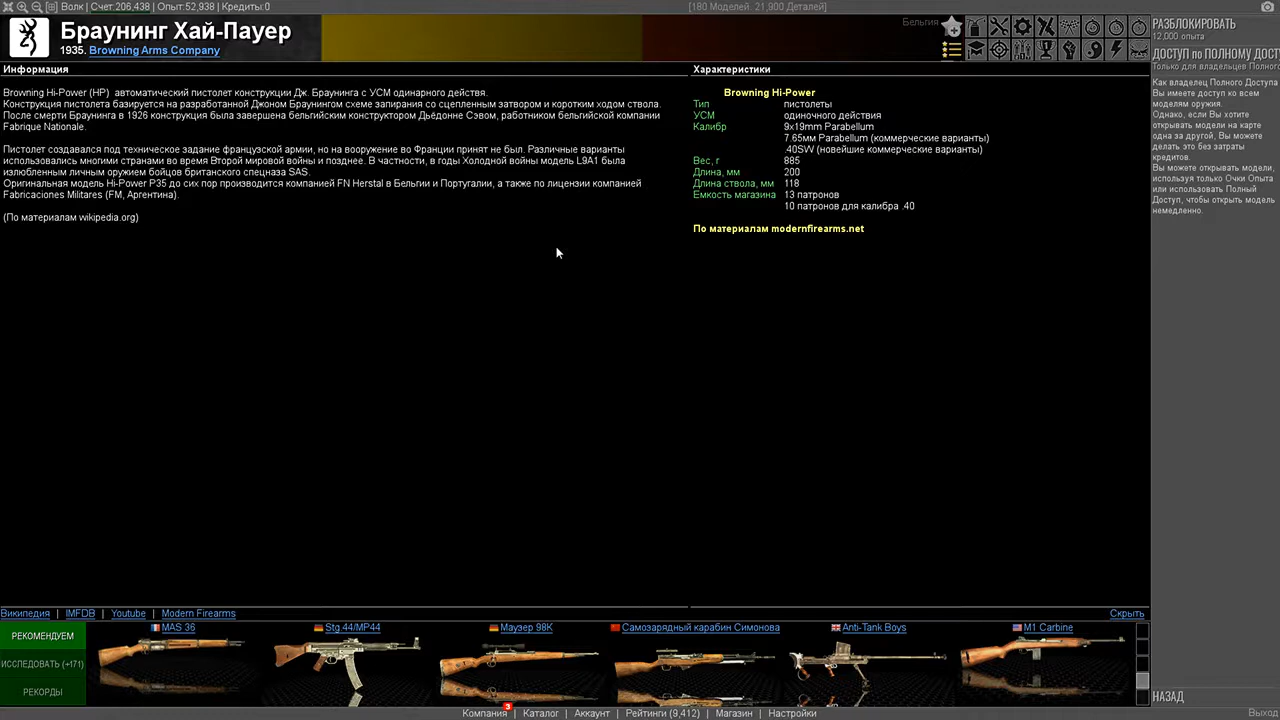 Волк | Счет:206,438 | Опыт:52,938 | Кредиты:0
[180 Моделей. 21,900 Деталей]
Браунинг Хай-Пауер
1935. Browning Arms Company
Бельгия
РАЗБЛОКИРОВАТЬ
12,000 опыта
ДОСТУП по ПОЛНОМУ ДОСТ
Только для владельцев Полного
Как владелец Полного Доступа
Вы имеете доступ ко всем
моделям оружия.
Однако, если Вы хотите
открывать модели на карте
одна за другой, Вы можете
делать это без затраты
кредитов.
Вы можете открывать модели,
используя только Очки Опыта
или использовать Полный
Доступ, чтобы открыть модель
немедленно.
Информация
Browning Hi-Power (HP) автоматический пистолет конструкции Дж. Браунинга с УСМ одинарного действя.
Конструкция пистолета базируется на разработанной Джоном Браунингом схеме запирания со сцепленным затвором и коротким ходом ствола.
После смерти Браунинга в 1926 конструкция была завершена бельгийским конструктором Дьёдонне Сэвом, работником бельгийской компании
Fabrique Nationale.
Пистолет создавался под техническое задание французской армии, но на вооружение во Франции принят не был. Различные варианты
использовались многими странами во время Второй мировой войны и позднее. В частности, в годы Холодной войны модель L9A1 была
излюбленным личным оружием бойцов британского спецназа SAS.
Оригинальная модель Hi-Power P35 до сих пор производится компанией FN Herstal в Бельгии и Португалии, а также по лицензии компанией
Fabricaciones Militares (FM, Аргентина).
(По материалам wikipedia.org)
Характеристики
Browning Hi-Power
Тип пистолеты
УСМ одиночного действия
Калибр 9x19mm Parabellum
7.65мм Parabellum (коммерческие варианты)
.40SW (новейшие коммерческие варианты)
Вес, г 885
Длина, мм 200
Длина ствола, мм 118
Емкость магазина 13 патронов
10 патронов для калибра .40
По материалам modernfirearms.net
Википедия | IMFDB | Youtube | Modern Firearms
Скрыть
РЕКОМЕНДУЕМ
ИССЛЕДОВАТЬ (+171)
РЕКОРДЫ
MAS 36
Stg.44/MP44
Маузер 98K
Самозарядный карабин Симонова
Anti-Tank Boys
M1 Carbine
НАЗАД
3
Компания | Каталог | Аккаунт | Рейтинги (9,412) | Магазин | Настройки
Выход